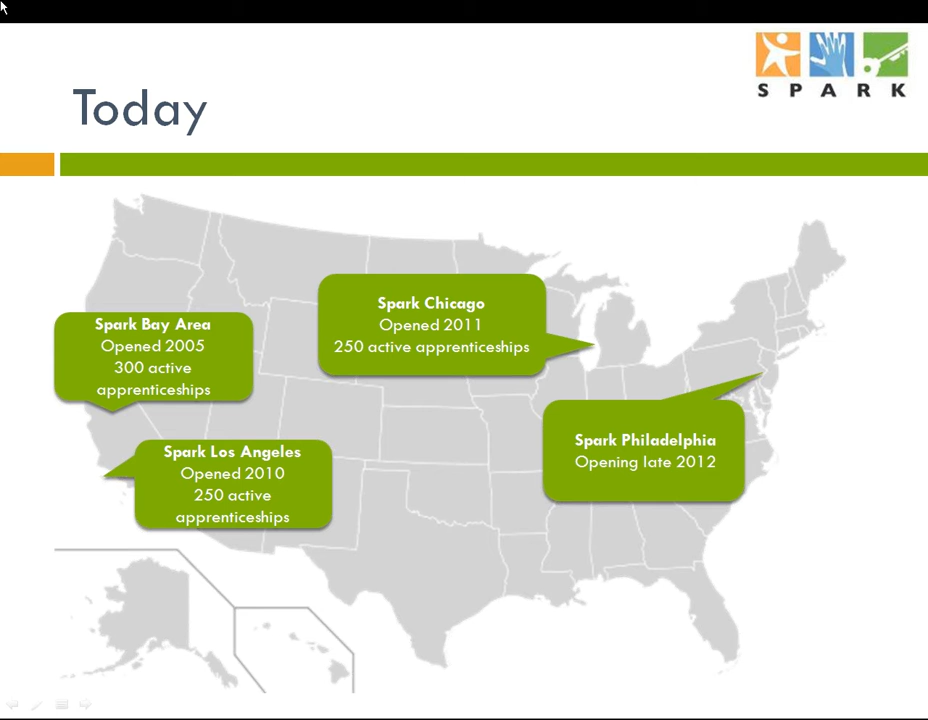 SPARK
Today
Spark Chicago
Opened 2011
250 active apprenticeships
Spark Bay Area
Opened 2005
300 active
apprenticeships
Spark Philadelphia
Opening late 2012
Spark Los Angeles
Opened 2010
250 active
apprenticeships